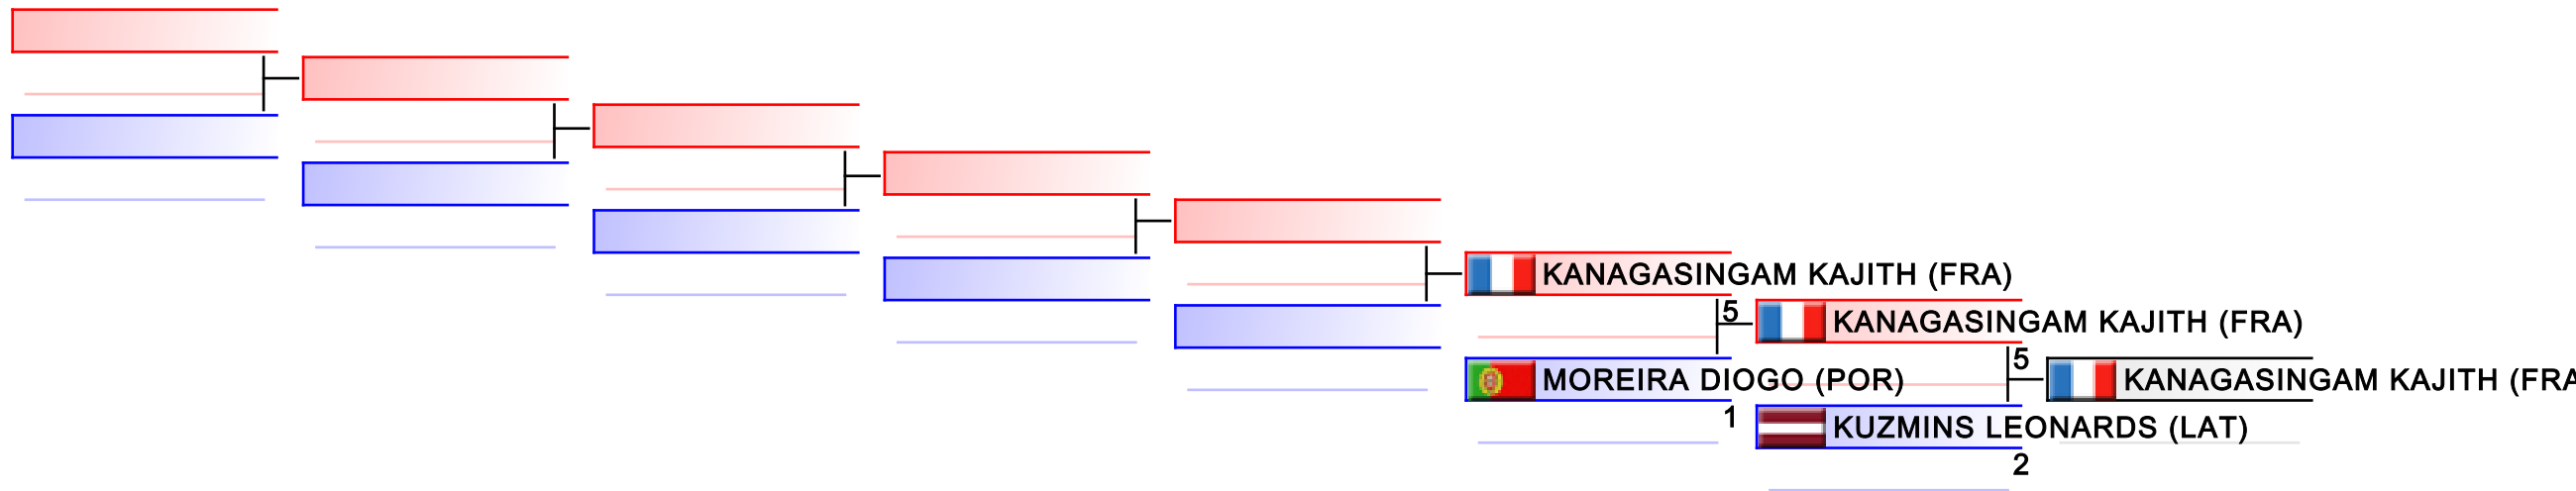 KANAGASINGAM KAJITH (FRA)
5
KANAGASINGAM KAJITH (FRA)
MOREIRA DIOGO (POR)
1
5
KANAGASINGAM KAJITH (FRA
KUZMINS LEONARDS (LAT)
2